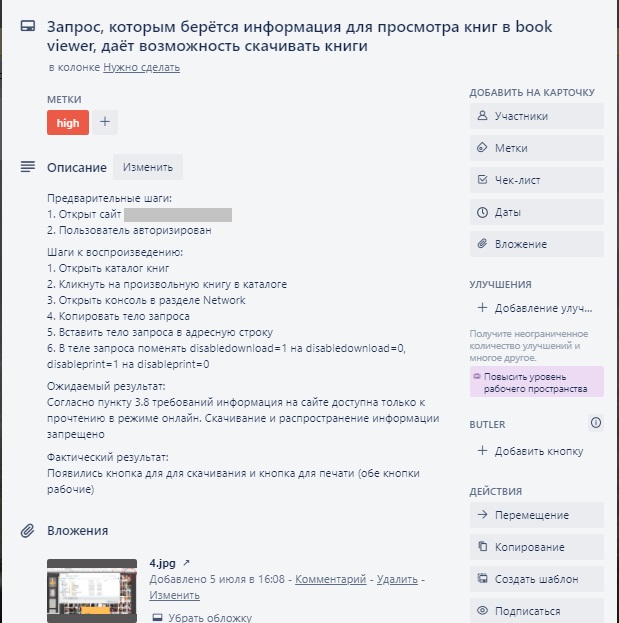 Запрос, которым берётся информация для просмотра книг в book
viewer, даёт возможность скачивать книги
в колонке Нужно сделать
МЕТКИ
high
Описание
Изменить
Предварительные шаги:
1. Открыт сайт
2. Пользователь авторизирован
Шаги к воспроизведению:
1. Открыть каталог книг
2. Кликнуть на произвольную книгу в каталоге
3. Открыть консоль в разделе Network
4. Копировать тело запроса
5. Вставить тело запроса в адресную строку
6. В теле запроса поменять disabledownload=1 на disabledownload=0,
disableprint=1 на disableprint=0
Ожидаемый результат:
Согласно пункту 3.8 требований информация на сайте доступна только к
прочтению в режиме онлайн. Скачивание и распространение информации
запрещено
Фактический результат:
Появились кнопка для для скачивания и кнопка для печати (обе кнопки
рабочие)
Вложения
4.jpg ↗
Добавлено 5 июля в 16:08 - Комментарий - Удалить -
Изменить
Убрать обложку
ДОБАВИТЬ НА КАРТОЧКУ
Участники
Метки
Чек-лист
Даты
Вложение
УЛУЧШЕНИЯ
+ Добавление улуч...
Получите неограниченное
количество улучшений и
многое другое.
Повысить уровень
рабочего пространства
BUTLER
+ Добавить кнопку
ДЕЙСТВИЯ
Перемещение
Копирование
Создать шаблон
Подписаться